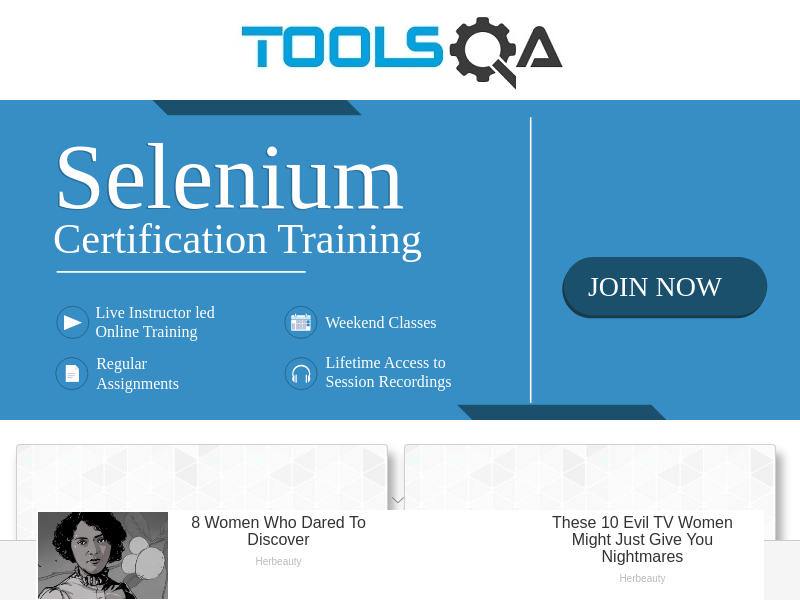 TOOLSQA
Selenium
Certification Training
JOIN NOW
Live Instructor led
Online Training
Weekend Classes
Regular
Assignments
Lifetime Access to
Session Recordings
8 Women Who Dared To
Discover
Herbeauty
These 10 Evil TV Women
Might Just Give You
Nightmares
Herbeauty